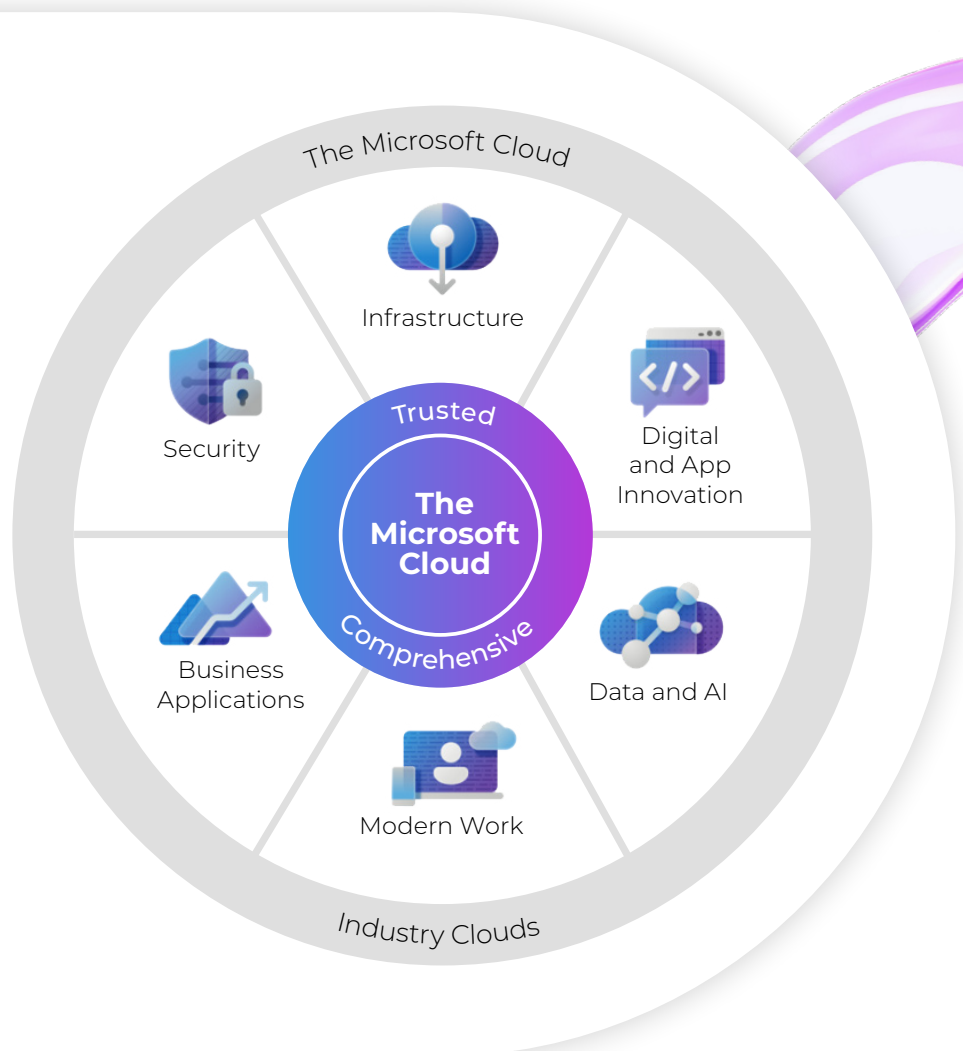 The Microsoft Cloud
Infrastructure
Security
Digital
and App
Innovation
Trusted
The
Microsoft
Cloud
Comprehensive
Business
Applications
Data and AI
Modern Work
Industry Clouds